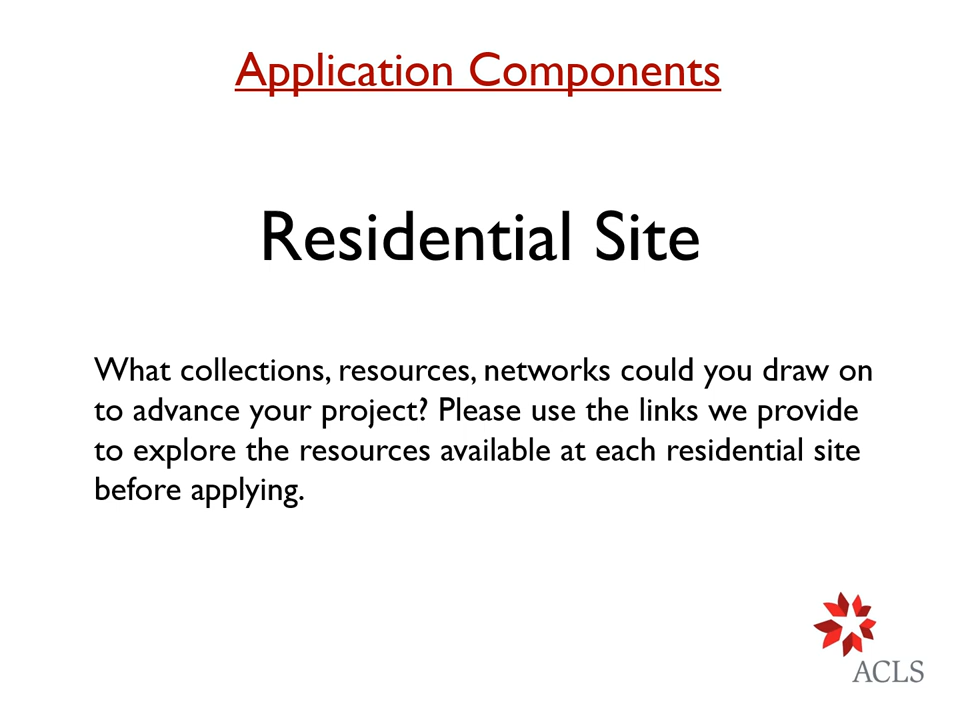 Application Components
Residential Site
What collections, resources, networks could you draw on
to advance your project? Please use the links we provide
to explore the resources available at each residential site
before applying.
ACLS